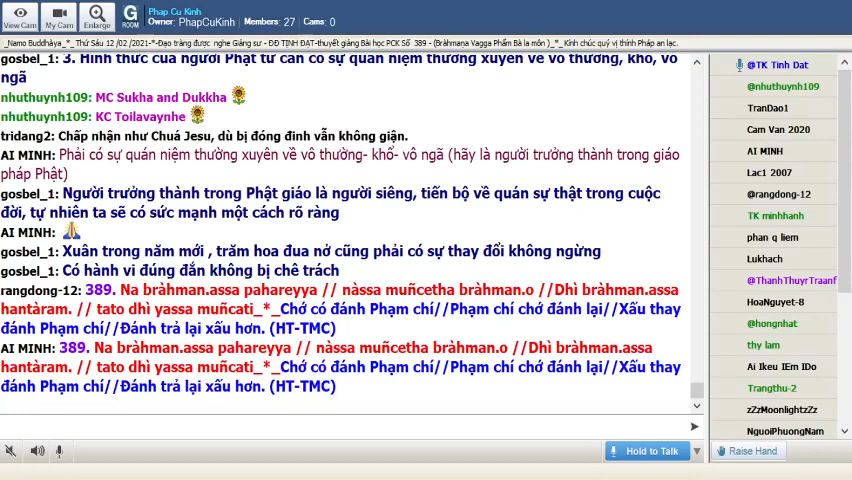 Phap Cu Kinh
Owner: PhapCuKinh Members: 27 Cams: 0
View Cam My Cam Enlarge G ROOM
_Namo Buddhàya_*_ Thứ Sáu 12 /02 /2021-*-Đạo tràng được nghe Giảng sư - ĐĐ TỊNH ĐẠT-thuyết giảng Bài học PCK Số 389 - (Bràhmaṇa Vagga Phẩm Bà la môn )_*_Kính chúc quý vị thính Pháp an lạc.
gosbel_1: 3. Hình thức của người Phật tử cần có sự quán niệm thường xuyên về vô thường, khổ, vô
ngã
nhuthuynh109: MC Sukha and Dukkha
nhuthuynh109: KC Toilavaynhe
tridang2: Chấp nhận như Chuá Jesu, dù bị đóng đinh vẫn không giận.
AI MINH: Phải có sự quán niệm thường xuyên về vô thường- khổ- vô ngã (hãy là người trưởng thành trong giáo
pháp Phật)
gosbel_1: Người trưởng thành trong Phật giáo là người siêng, tiến bộ về quán sự thật trong cuộc
đời, tự nhiên ta sẽ có sức mạnh một cách rõ ràng
AI MINH:
gosbel_1: Xuân trong năm mới , trăm hoa đua nở cũng phải có sự thay đổi không ngừng
gosbel_1: Có hành vi đúng đắn không bị chê trách
rangdong-12: 389. Na bràhman.assa pahareyya // nàssa muñcetha bràhman.o //Dhì bràhman.assa
hantàram. // tato dhì yassa muñcati_*_Chớ có đánh Phạm chí//Phạm chí chớ đánh lại//Xấu thay
đánh Phạm chí//Đánh trả lại xấu hơn. (HT-TMC)
AI MINH: 389. Na bràhman.assa pahareyya // nàssa muñcetha bràhman.o //Dhì bràhman.assa
hantàram. // tato dhì yassa muñcati_*_Chớ có đánh Phạm chí//Phạm chí chớ đánh lại//Xấu thay
đánh Phạm chí//Đánh trả lại xấu hơn. (HT-TMC)
Hold to Talk
Raise Hand
@TK Tinh Dat
@nhuthuynh109
TranDao1
Cam Van 2020
AI MINH
Lac1 2007
@rangdong-12
TK minhhanh
phan q liem
Lukhach
@ThanhThuyrTraanf
HoaNguyet-8
@hongnhat
thy lam
Ai Ikeu IEm IDo
Trangthu-2
zZzMoonlightzZz
NguoiPhuongNam